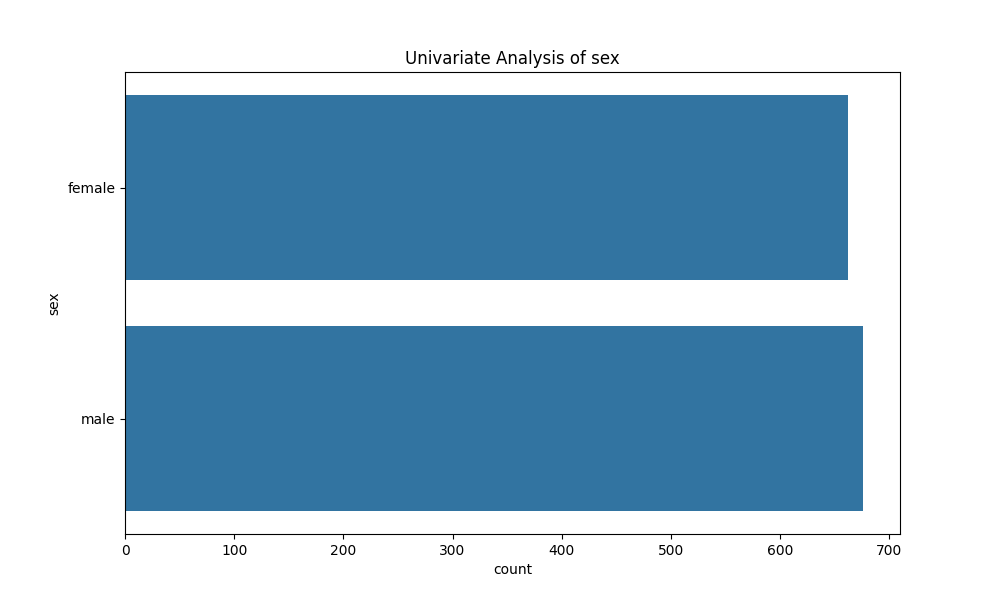 Univariate Analysis of sex
female
sex
male
0 100 200 300 400 500 600 700
count